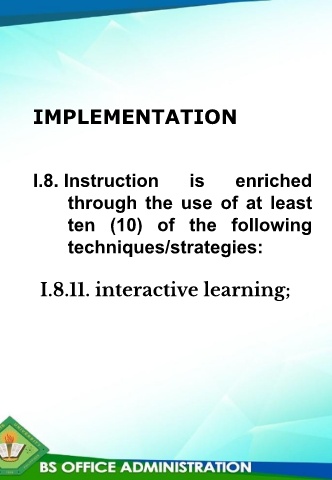 IMPLEMENTATION
I.8. Instruction is enriched
through the use of at least
ten (10) of the following
techniques/strategies:
I.8.11. interactive learning;
BS OFFICE ADMINISTRATION